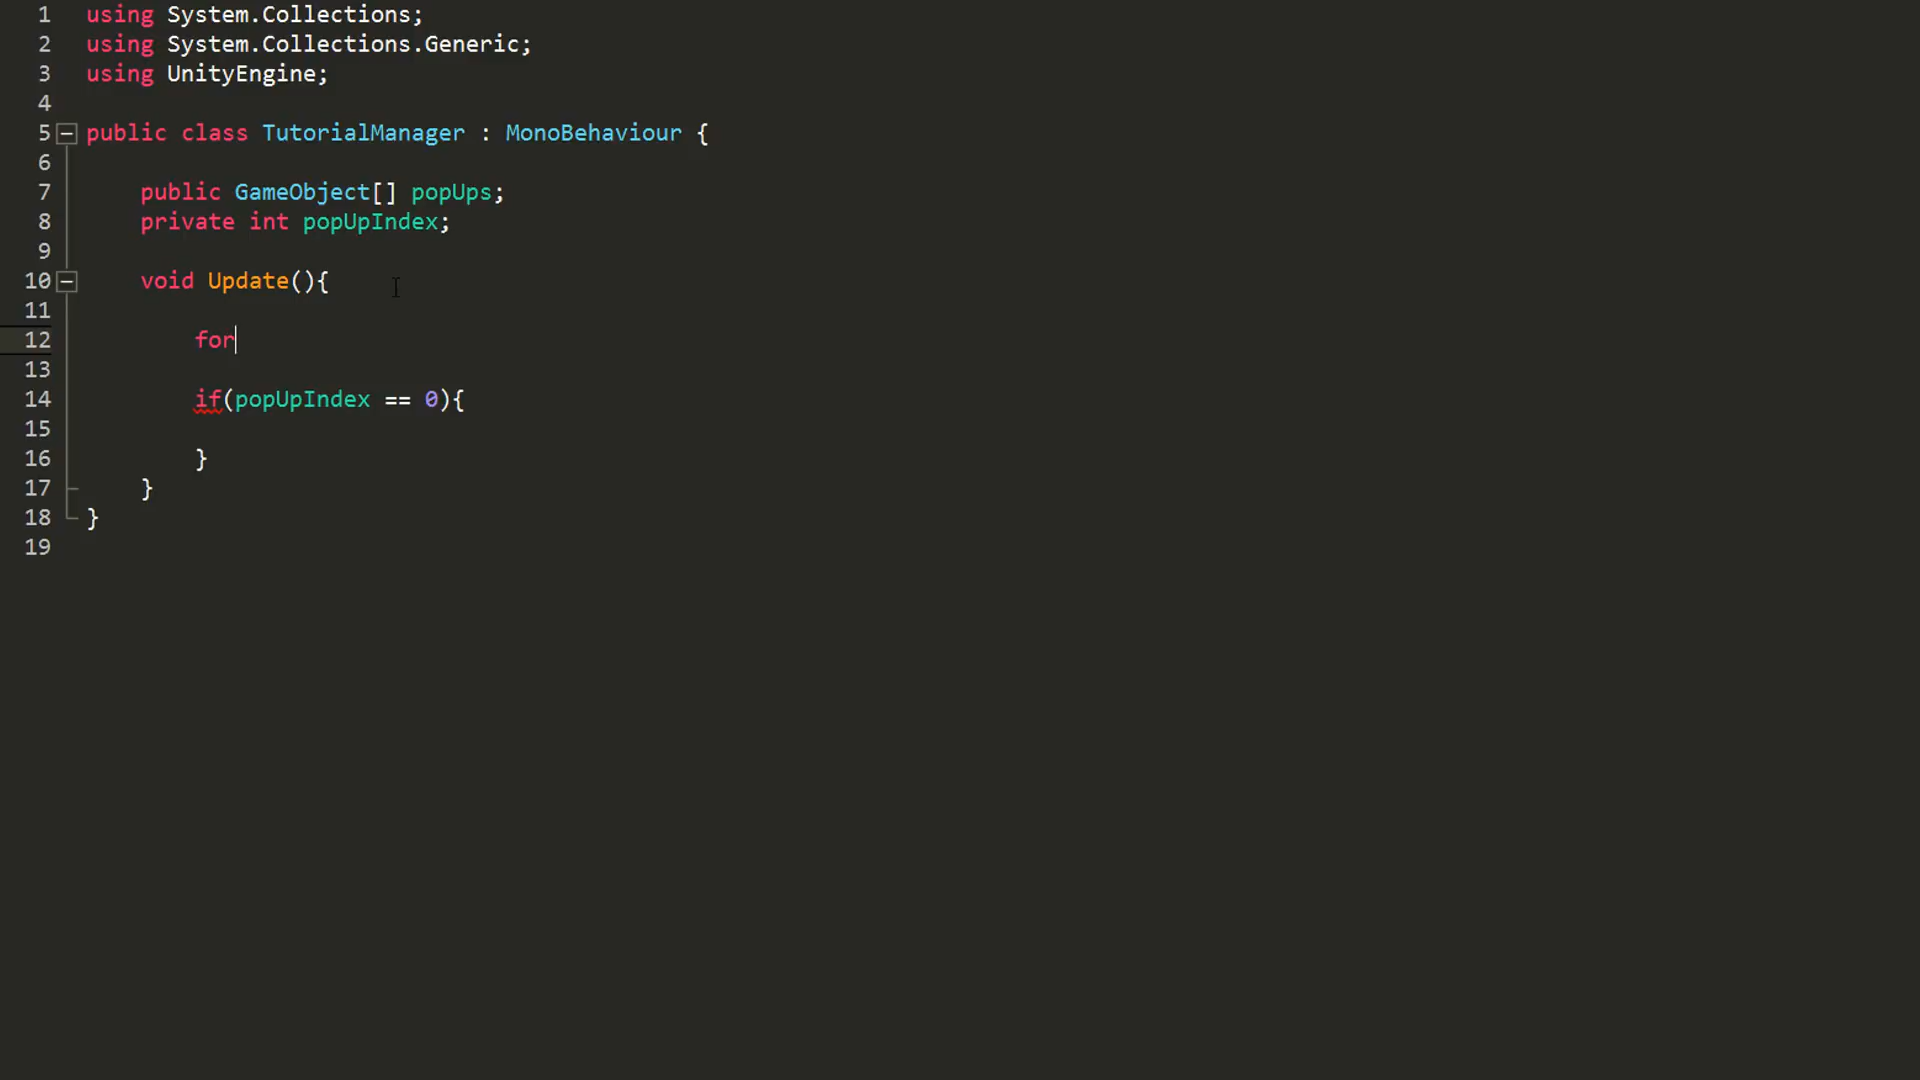 1 using System.Collections;
2 using System.Collections.Generic;
3 using UnityEngine;
4
5 public class TutorialManager : MonoBehaviour {
6
7 public GameObject[] popUps;
8 private int popUpIndex;
9
10 void Update(){
11
12 for
13
14 if(popUpIndex == 0){
15
16 }
17 }
18 }
19